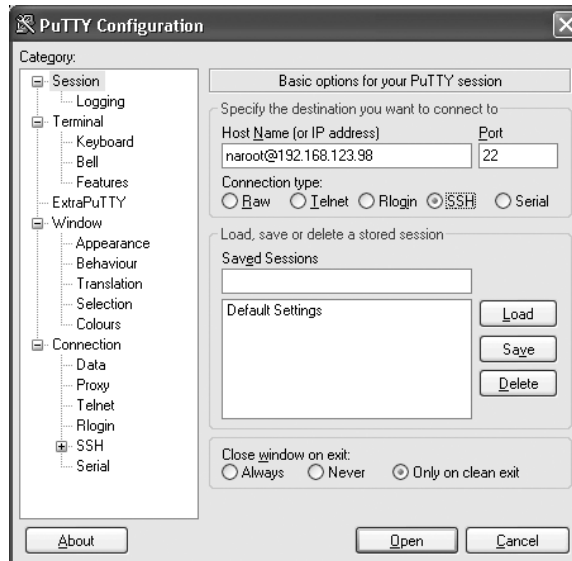 PuTTY Configuration
Category:
Session
Logging
Terminal
Keyboard
Bell
Features
ExtraPuTTY
Window
Appearance
Behaviour
Translation
Selection
Colours
Connection
Data
Proxy
Telnet
Rlogin
SSH
Serial
Basic options for your PuTTY session
Specify the destination you want to connect to
Host Name (or IP address) Port
naroot@192.168.123.98 22
Connection type:
Raw Telnet Rlogin SSH Serial
Load, save or delete a stored session
Saved Sessions
Default Settings
Load
Save
Delete
Close window on exit:
Always Never Only on clean exit
About Open Cancel